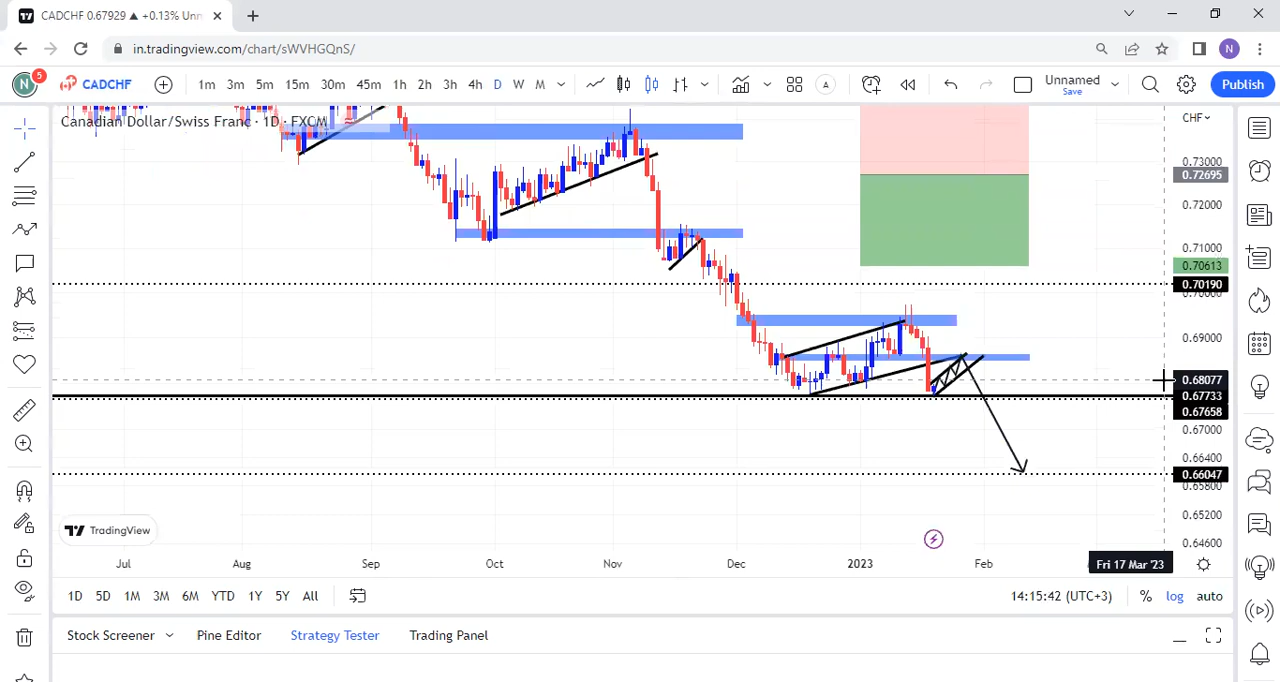 CADCHF 0.67929 ▲ +0.13% Unn
in.tradingview.com/chart/sWVHGQnS/
N
N 5 CADCHF 1m 3m 5m 15m 30m 45m 1h 2h 3h 4h D W M A Unnamed Save Publish
Canadian Dollar/Swiss Franc · 1D · FXCM
CHF
0.73000
0.72695
0.72000
0.71000
0.70613
0.70190
0.70000
0.69000
0.68077
0.67733
0.67658
0.67000
0.66400
0.66047
0.65800
0.65200
0.64600
TradingView
Jul Aug Sep Oct Nov Dec 2023 Feb Fri 17 Mar '23
1D 5D 1M 3M 6M YTD 1Y 5Y All 14:15:42 (UTC+3) % log auto
Stock Screener Pine Editor Strategy Tester Trading Panel